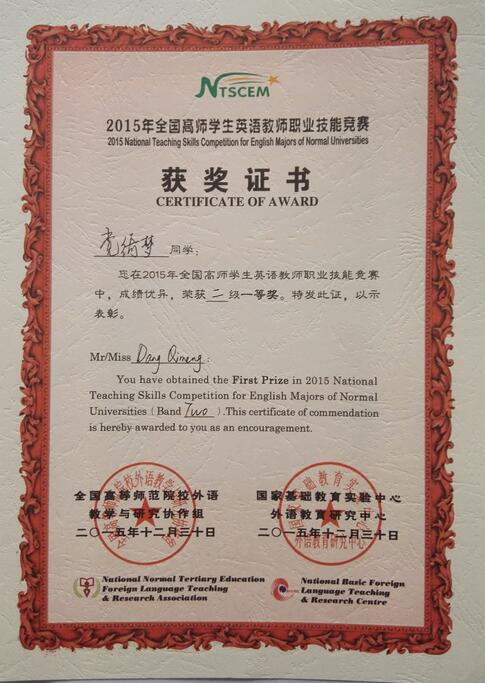 NTSCEM
2015年全国高师学生英语教师职业技能竞赛
2015 National Teaching Skills Competition for English Majors of Normal Universities
获奖证书
CERTIFICATE OF AWARD
党绮梦 同学：
您在2015年全国高师学生英语教师职业技能竞赛
中，成绩优异，荣获二级一等奖。特发此证，以示
表彰。
Mr/Miss Dang Qimeng:
You have obtained the First Prize in 2015 National
Teaching Skills Competition for English Majors of Normal
Universities (Band Two). This certificate of commendation
is hereby awarded to you as an encouragement.
全国高等师范院校外语
教学与研究协作组
二○一五年十二月三十日
国家基础教育实验中心
外语教育研究中心
二○一五年十二月三十日
National Normal Tertiary Education
Foreign Language Teaching
& Research Association
National Basic Foreign
Language Teaching
& Research Centre